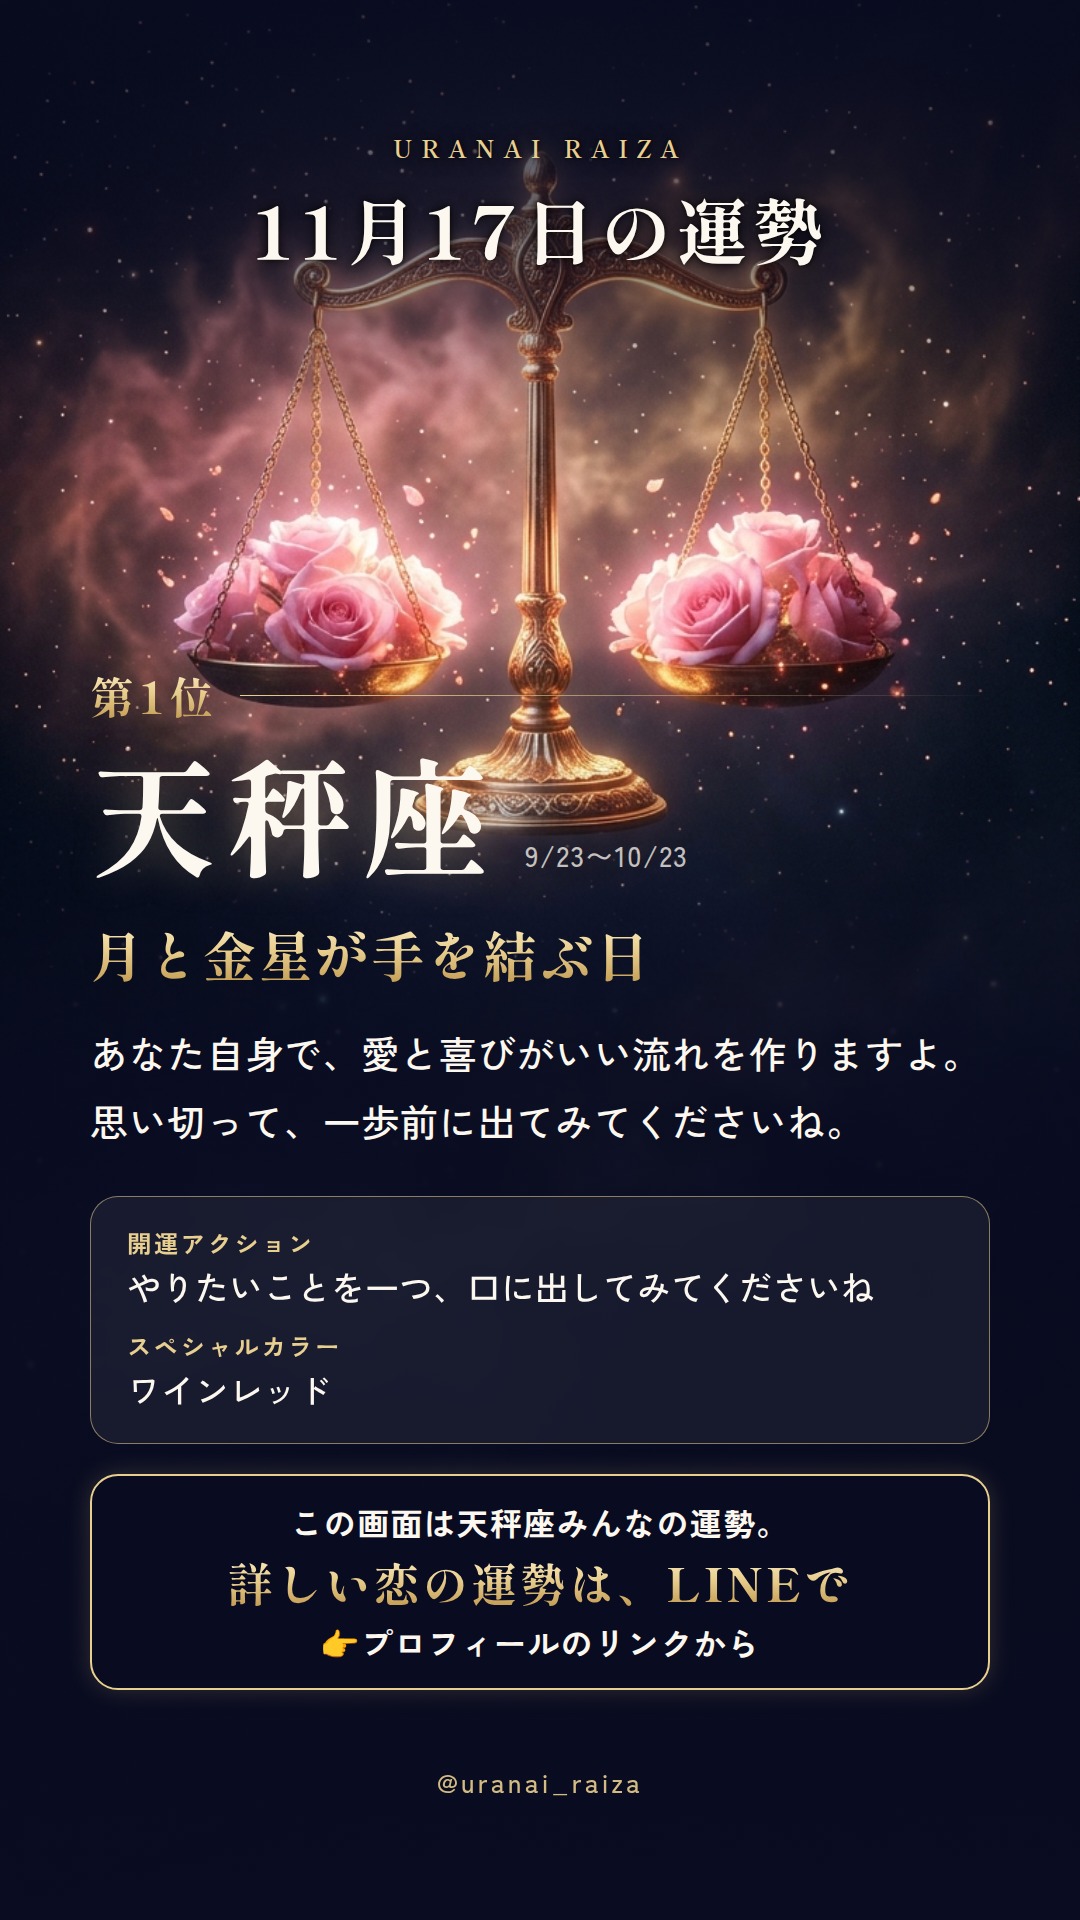 URANAI RAIZA
11月17日の運勢
第1位
天秤座 9/23〜10/23
月と金星が手を結ぶ日
あなた自身で、愛と喜びがいい流れを作りますよ。
思い切って、一歩前に出てみてくださいね。
開運アクション
やりたいことを一つ、口に出してみてくださいね
スペシャルカラー
ワインレッド
この画面は天秤座みんなの運勢。
詳しい恋の運勢は、LINEで
👉プロフィールのリンクから
@uranai_raiza